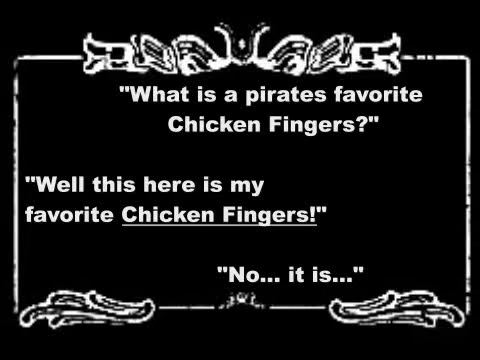 "What is a pirates favorite
Chicken Fingers?"
"Well this here is my
favorite Chicken Fingers!"
"No... it is..."